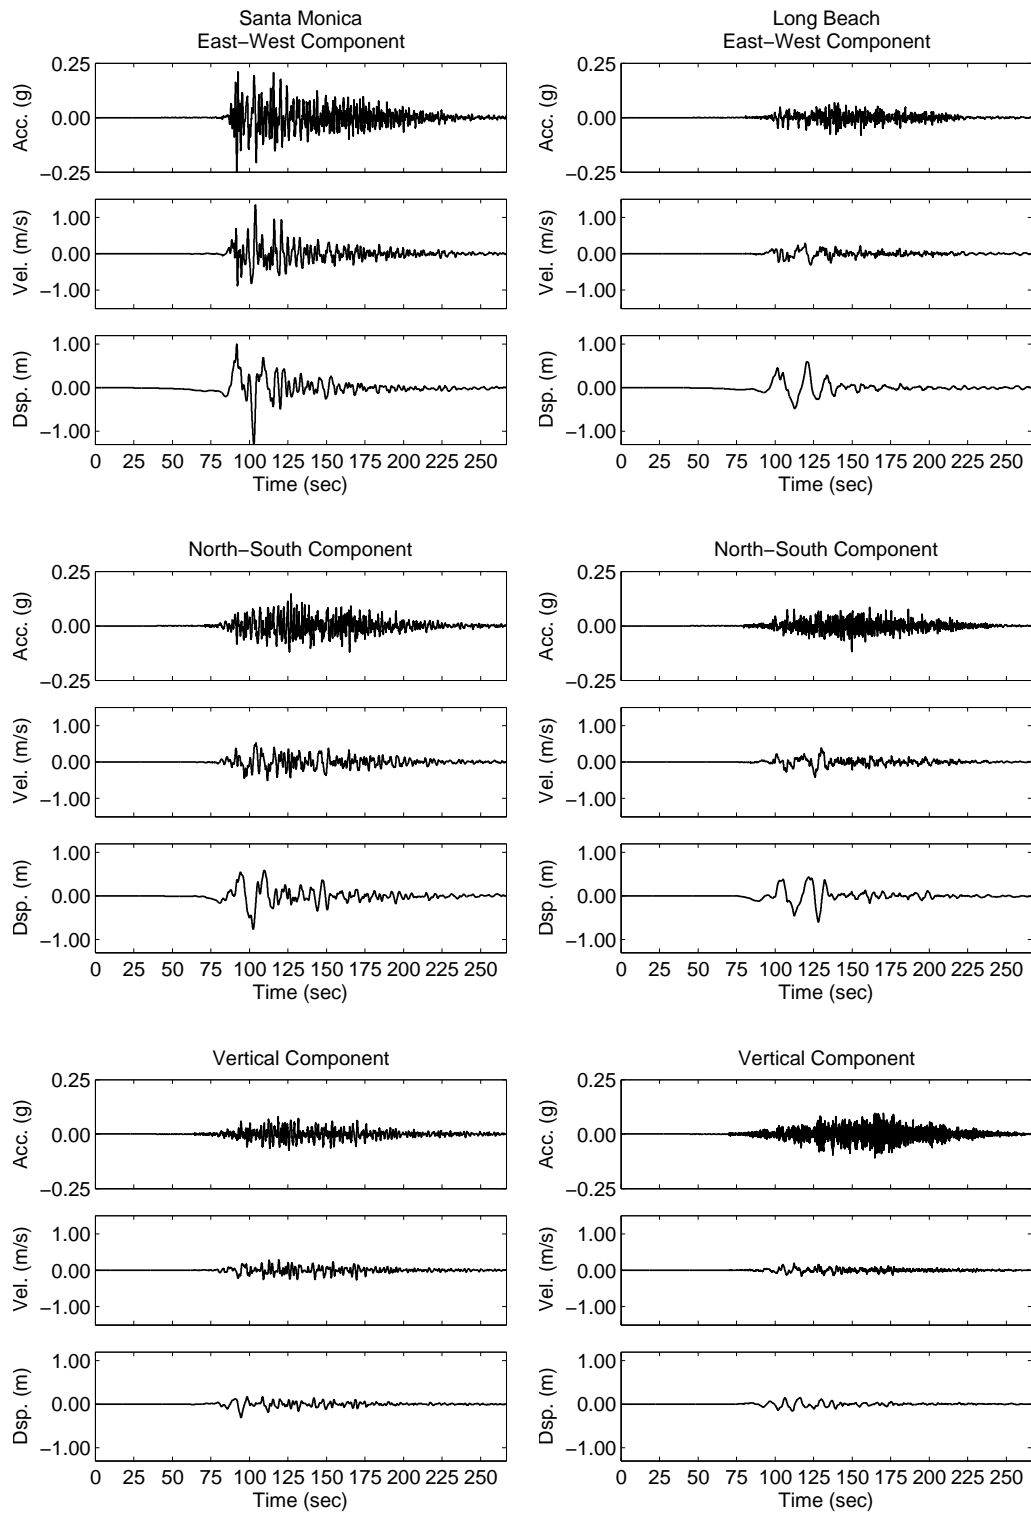 Santa Monica
East−West Component
Acc. (g)
0.25
0.00
−0.25
Vel. (m/s)
1.00
0.00
−1.00
Dsp. (m)
1.00
0.00
−1.00
0 25 50 75 100 125 150 175 200 225 250
Time (sec)
Long Beach
East−West Component
Acc. (g)
0.25
0.00
−0.25
Vel. (m/s)
1.00
0.00
−1.00
Dsp. (m)
1.00
0.00
−1.00
0 25 50 75 100 125 150 175 200 225 250
Time (sec)
North−South Component
Acc. (g)
0.25
0.00
−0.25
Vel. (m/s)
1.00
0.00
−1.00
Dsp. (m)
1.00
0.00
−1.00
0 25 50 75 100 125 150 175 200 225 250
Time (sec)
North−South Component
Acc. (g)
0.25
0.00
−0.25
Vel. (m/s)
1.00
0.00
−1.00
Dsp. (m)
1.00
0.00
−1.00
0 25 50 75 100 125 150 175 200 225 250
Time (sec)
Vertical Component
Acc. (g)
0.25
0.00
−0.25
Vel. (m/s)
1.00
0.00
−1.00
Dsp. (m)
1.00
0.00
−1.00
0 25 50 75 100 125 150 175 200 225 250
Time (sec)
Vertical Component
Acc. (g)
0.25
0.00
−0.25
Vel. (m/s)
1.00
0.00
−1.00
Dsp. (m)
1.00
0.00
−1.00
0 25 50 75 100 125 150 175 200 225 250
Time (sec)